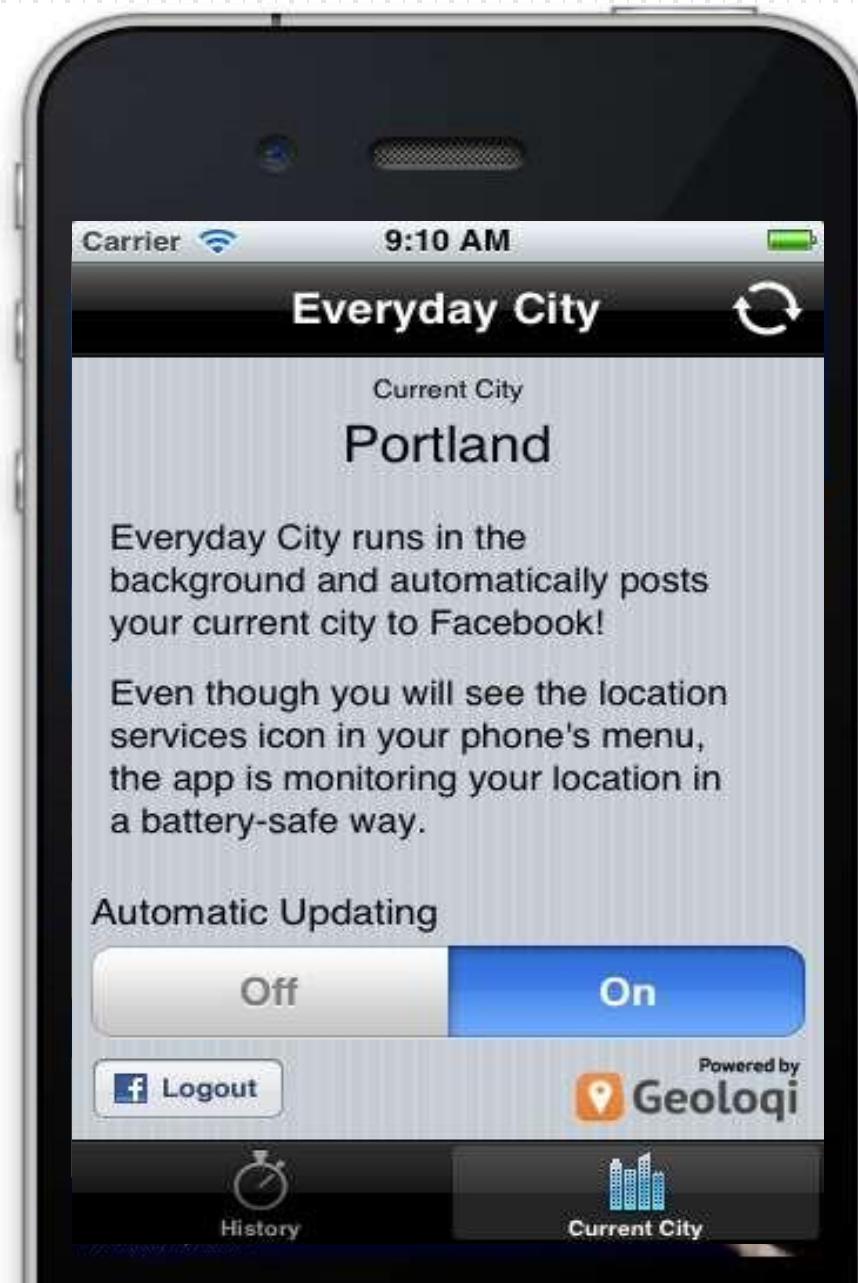 Carrier 9:10 AM
Everyday City
Current City
Portland
Everyday City runs in the
background and automatically posts
your current city to Facebook!
Even though you will see the location
services icon in your phone's menu,
the app is monitoring your location in
a battery-safe way.
Automatic Updating
Off On
f Logout
Powered by
Geoloqi
History Current City